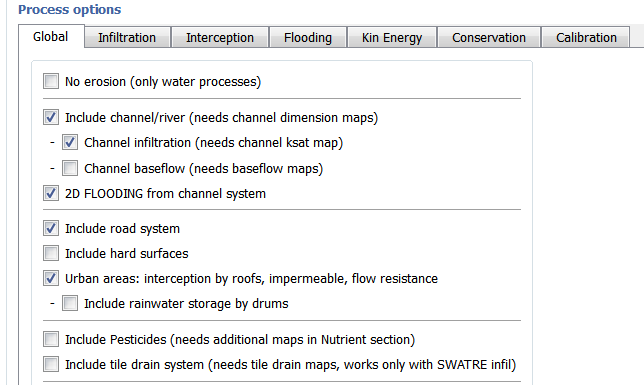 Process options
Global Infiltration Interception Flooding Kin Energy Conservation Calibration
No erosion (only water processes)
Include channel/river (needs channel dimension maps)
- Channel infiltration (needs channel ksat map)
- Channel baseflow (needs baseflow maps)
2D FLOODING from channel system
Include road system
Include hard surfaces
Urban areas: interception by roofs, impermeable, flow resistance
- Include rainwater storage by drums
Include Pesticides (needs additional maps in Nutrient section)
Include tile drain system (needs tile drain maps, works only with SWATRE infil)